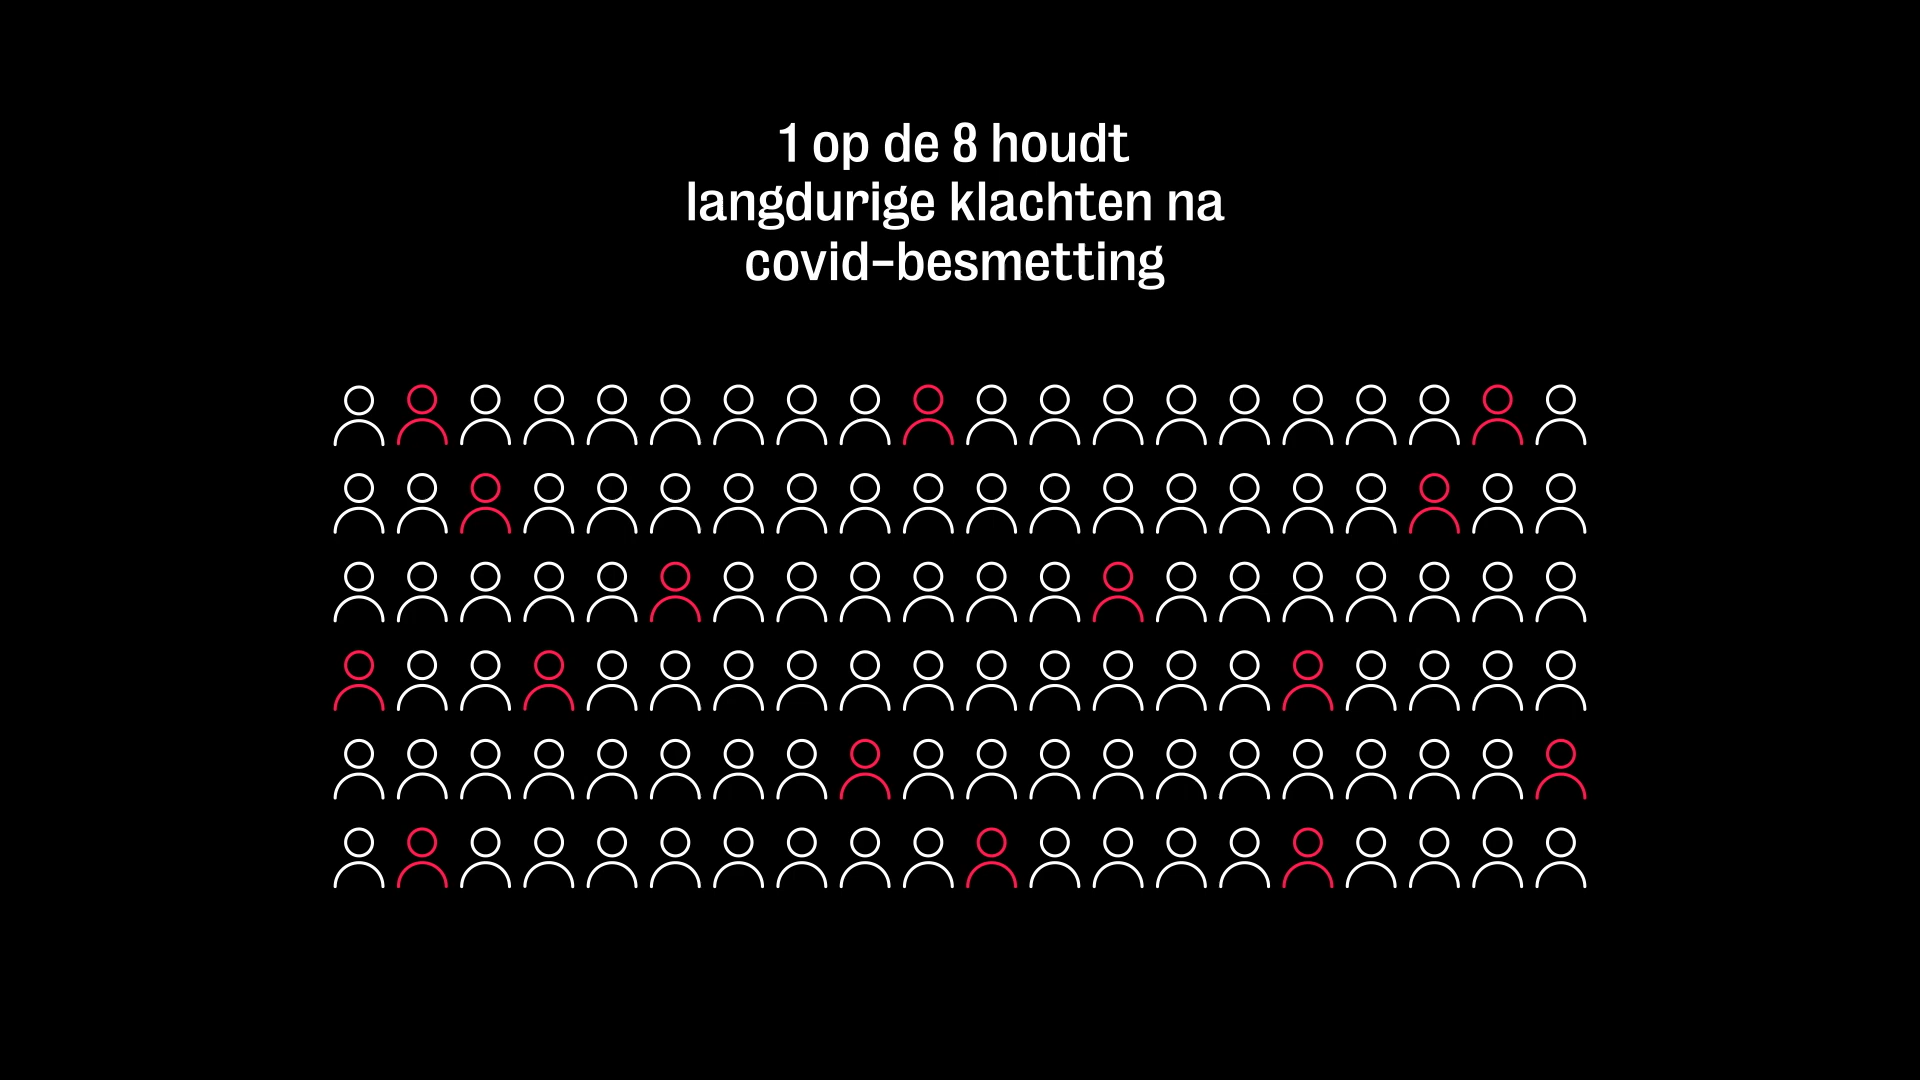 1 op de 8 houdt
langdurige klachten na
covid-besmetting